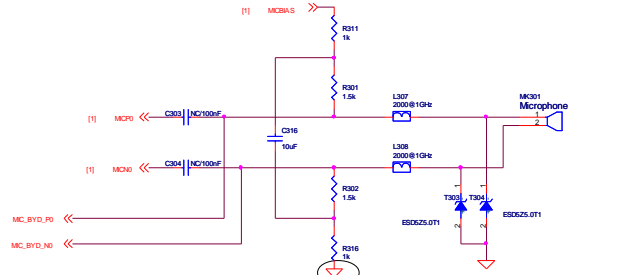 [1] MICBIAS
R311
1k
R301
1.5k
L307
2000@1GHz
MK301
Microphone
1
2
[1] MICP0
C303 NC/100nF
C316
10uF
L308
2000@1GHz
[1] MICN0
C304 NC/100nF
R302
1.5k
1 1
T303 T304
2 2
ESD5Z5.0T1
ESD5Z5.0T1
MIC_BYD_P0
MIC_BYD_N0
R316
1k